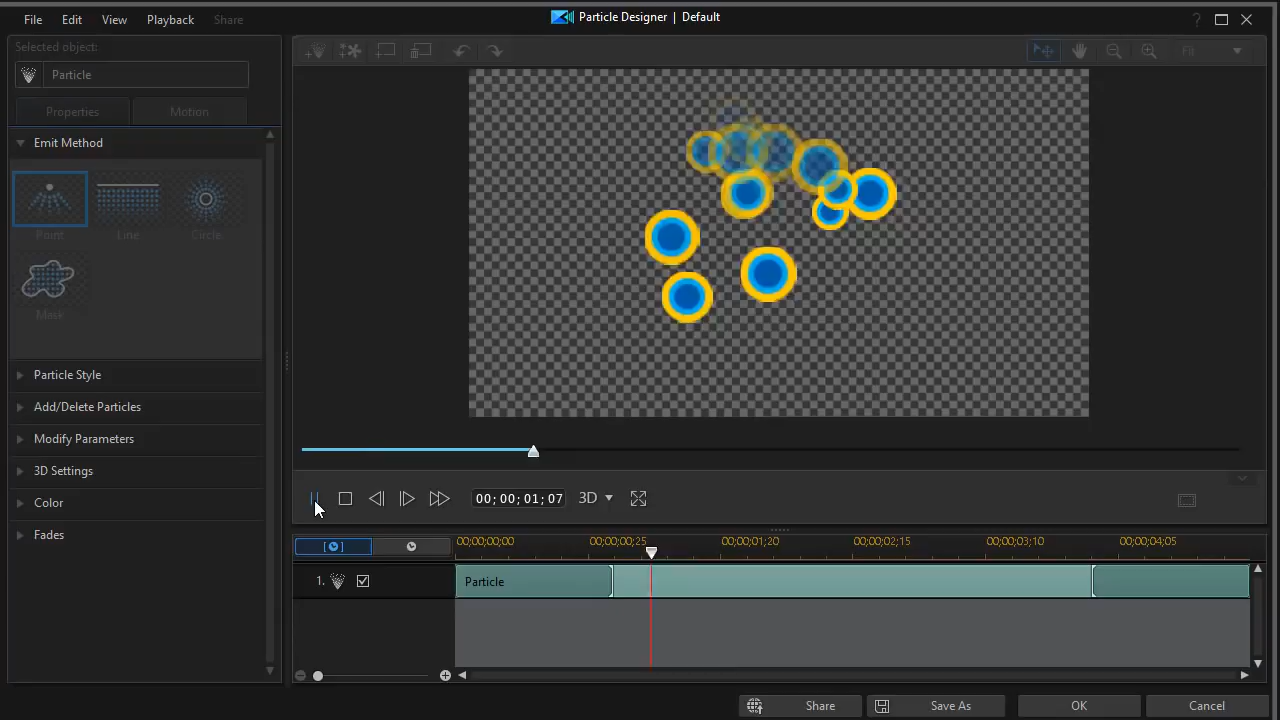 File Edit View Playback Share
Particle Designer | Default
Selected object:
Particle
Properties Motion
Emit Method
Point Line Circle
Mask
Particle Style
Add/Delete Particles
Modify Parameters
3D Settings
Color
Fades
Fit
00;00;01;07 3D
00;00;00;00 00;00;00;25 00;00;01;20 00;00;02;15 00;00;03;10 00;00;04;05
1. Particle
Share Save As OK Cancel